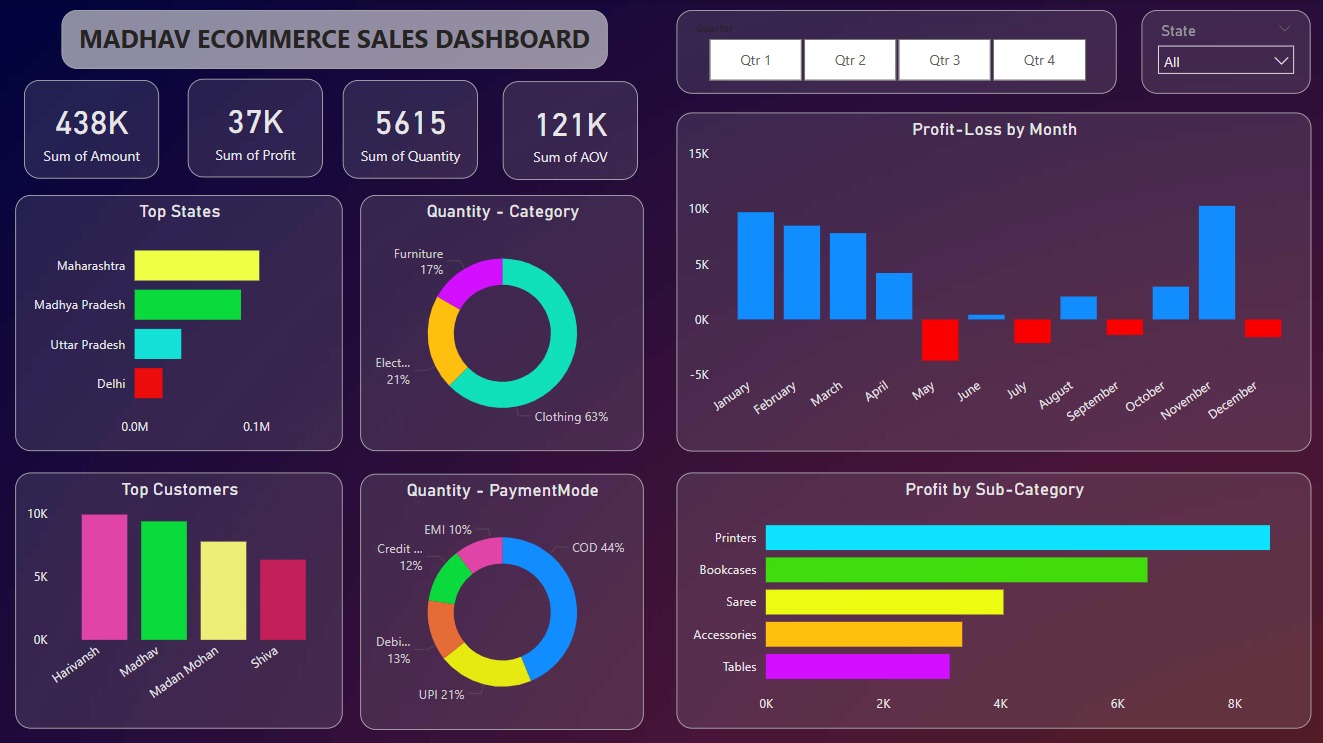 MADHAV ECOMMERCE SALES DASHBOARD
Quarter
Qtr 1
Qtr 2
Qtr 3
Qtr 4
State
All
438K
Sum of Amount
37K
Sum of Profit
5615
Sum of Quantity
121K
Sum of AOV
Top States
Maharashtra
Madhya Pradesh
Uttar Pradesh
Delhi
0.0M
0.1M
Quantity - Category
Furniture
17%
Elect...
21%
Clothing 63%
Profit-Loss by Month
15K
10K
5K
0K
-5K
January
February
March
April
May
June
July
August
September
October
November
December
Top Customers
10K
5K
0K
Harivansh
Madhav
Madan Mohan
Shiva
Quantity - PaymentMode
EMI 10%
Credit ...
12%
Debi...
13%
UPI 21%
COD 44%
Profit by Sub-Category
Printers
Bookcases
Saree
Accessories
Tables
0K
2K
4K
6K
8K